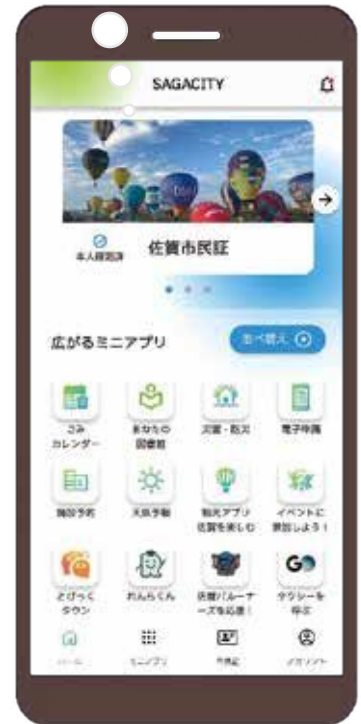 SAGACITY
本人確認済
佐賀市民証
広がるミニアプリ
並べ替え
ごみ
カレンダー
まなたの
図書館
災害・防災
電子申請
施設予約
天気予報
観光アプリ
佐賀を楽しむ
イベントに
参加しよう！
とびっく
タウン
れんらくん
佐賀バルーナ
ーズを応援！
GO
タクシーを
呼ぶ
ホーム
ミニアプリ
市民証
アカウント